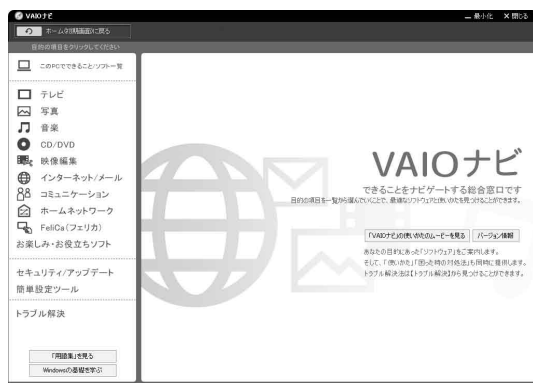 VAIOナビ
最小化 ✕閉じる
ホーム(初期画面)に戻る
目的の項目をクリックしてください
このPCでできること/ソフト一覧
テレビ
写真
音楽
CD/DVD
映像編集
インターネット/メール
コミュニケーション
ホームネットワーク
FeliCa(フェリカ)
お楽しみ・お役立ちソフト
セキュリティ/アップデート
簡単設定ツール
トラブル解決
「用語集」を見る
Windowsの基礎を学ぶ
VAIOナビ
できることをナビゲートする総合窓口です
目的の項目を一覧から選んでいくことで、最適なソフトウェアと使いかたを見つけることができます。
「VAIOナビ」の使いかたのムービーを見る バージョン情報
あなたの目的にあった「ソフトウェア」をご案内します。
そして、「使いかた」「困った時の対処法」も同時に提供します。
トラブル解決法は【トラブル解決】から見つけることができます。